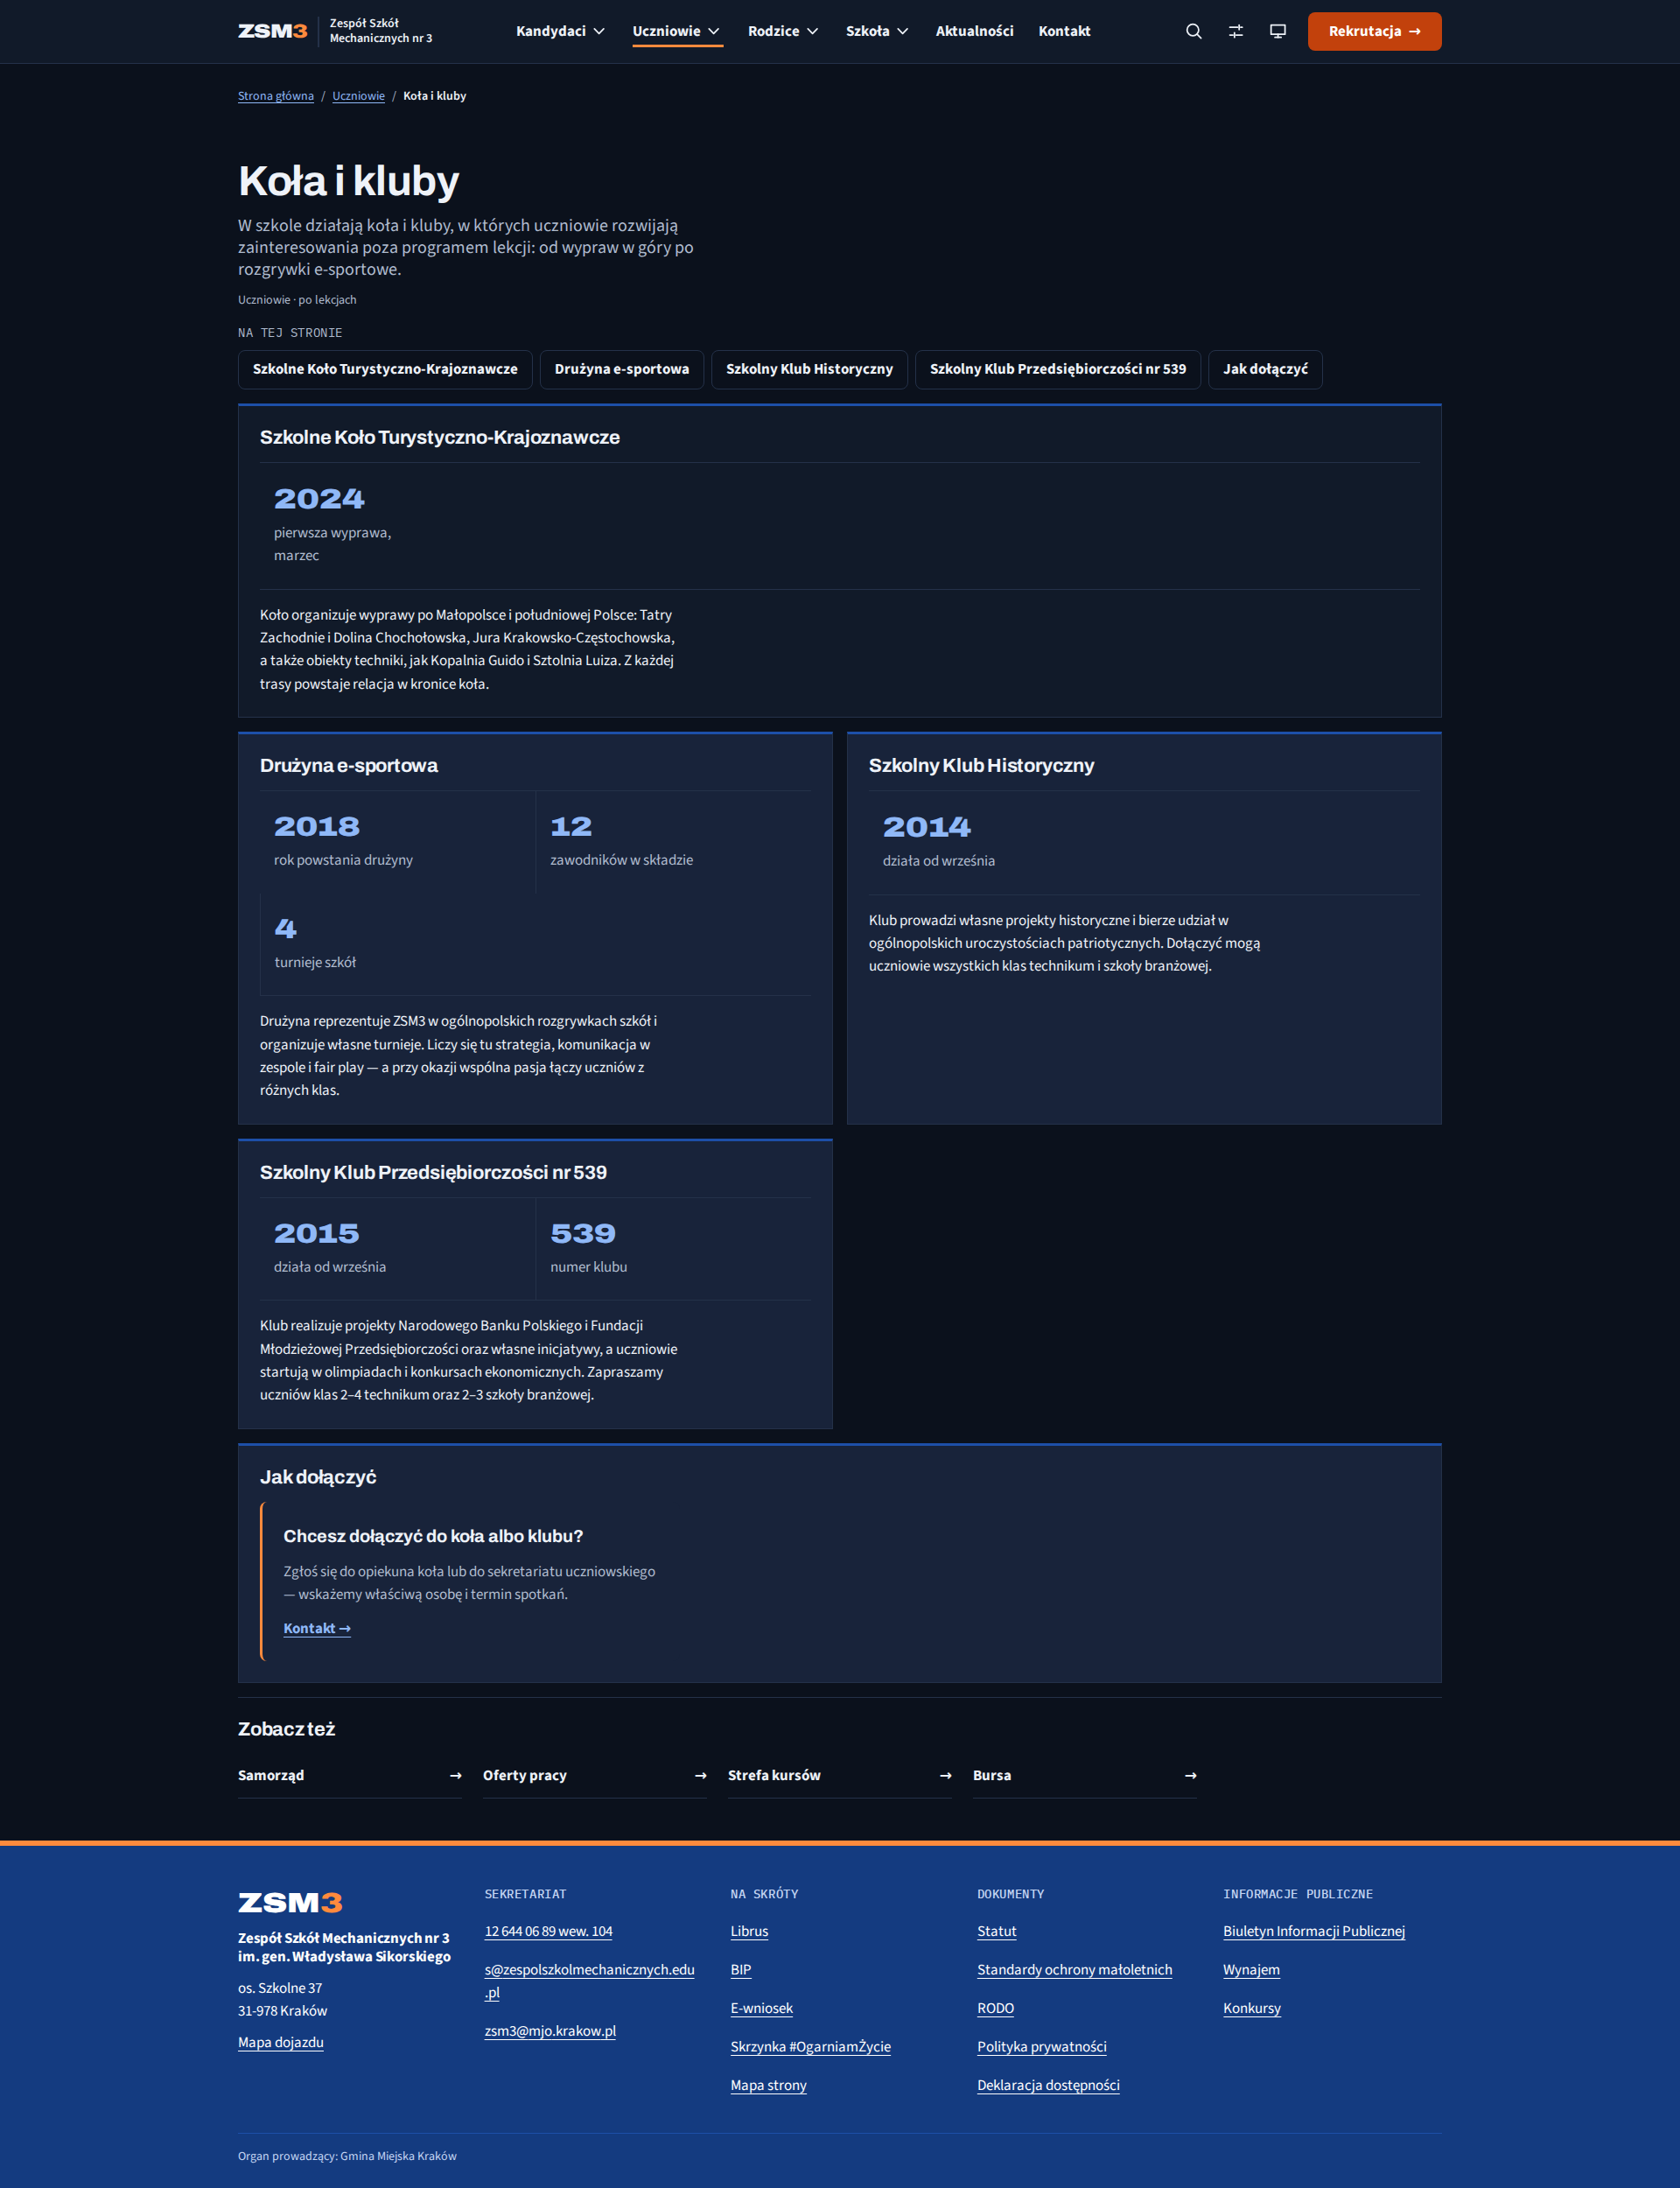 ZSM3
Zespół Szkół
Mechanicznych nr 3
Kandydaci
Uczniowie
Rodzice
Szkoła
Aktualności
Kontakt
Rekrutacja →
Strona główna / Uczniowie / Koła i kluby
Koła i kluby
W szkole działają koła i kluby, w których uczniowie rozwijają
zainteresowania poza programem lekcji: od wypraw w góry po
rozgrywki e-sportowe.
Uczniowie · po lekcjach
NA TEJ STRONIE
Szkolne Koło Turystyczno-Krajoznawcze
Drużyna e-sportowa
Szkolny Klub Historyczny
Szkolny Klub Przedsiębiorczości nr 539
Jak dołączyć
Szkolne Koło Turystyczno-Krajoznawcze
2024
pierwsza wyprawa,
marzec
Koło organizuje wyprawy po Małopolsce i południowej Polsce: Tatry
Zachodnie i Dolina Chochołowska, Jura Krakowsko-Częstochowska,
a także obiekty techniki, jak Kopalnia Guido i Sztolnia Luiza. Z każdej
trasy powstaje relacja w kronice koła.
Drużyna e-sportowa
2018
rok powstania drużyny
12
zawodników w składzie
4
turnieje szkół
Drużyna reprezentuje ZSM3 w ogólnopolskich rozgrywkach szkół i
organizuje własne turnieje. Liczy się tu strategia, komunikacja w
zespole i fair play — a przy okazji wspólna pasja łączy uczniów z
różnych klas.
Szkolny Klub Historyczny
2014
działa od września
Klub prowadzi własne projekty historyczne i bierze udział w
ogólnopolskich uroczystościach patriotycznych. Dołączyć mogą
uczniowie wszystkich klas technikum i szkoły branżowej.
Szkolny Klub Przedsiębiorczości nr 539
2015
działa od września
539
numer klubu
Klub realizuje projekty Narodowego Banku Polskiego i Fundacji
Młodzieżowej Przedsiębiorczości oraz własne inicjatywy, a uczniowie
startują w olimpiadach i konkursach ekonomicznych. Zapraszamy
uczniów klas 2–4 technikum oraz 2–3 szkoły branżowej.
Jak dołączyć
Chcesz dołączyć do koła albo klubu?
Zgłoś się do opiekuna koła lub do sekretariatu uczniowskiego
— wskażemy właściwą osobę i termin spotkań.
Kontakt →
Zobacz też
Samorząd →
Oferty pracy →
Strefa kursów →
Bursa →
ZSM3
Zespół Szkół Mechanicznych nr 3
im. gen. Władysława Sikorskiego
os. Szkolne 37
31-978 Kraków
Mapa dojazdu
SEKRETARIAT
12 644 06 89 wew. 104
s@zespolszkolmechanicznych.edu
.pl
zsm3@mjo.krakow.pl
NA SKRÓTY
Librus
BIP
E-wniosek
Skrzynka #OgarniamŻycie
Mapa strony
DOKUMENTY
Statut
Standardy ochrony małoletnich
RODO
Polityka prywatności
Deklaracja dostępności
INFORMACJE PUBLICZNE
Biuletyn Informacji Publicznej
Wynajem
Konkursy
Organ prowadzący: Gmina Miejska Kraków